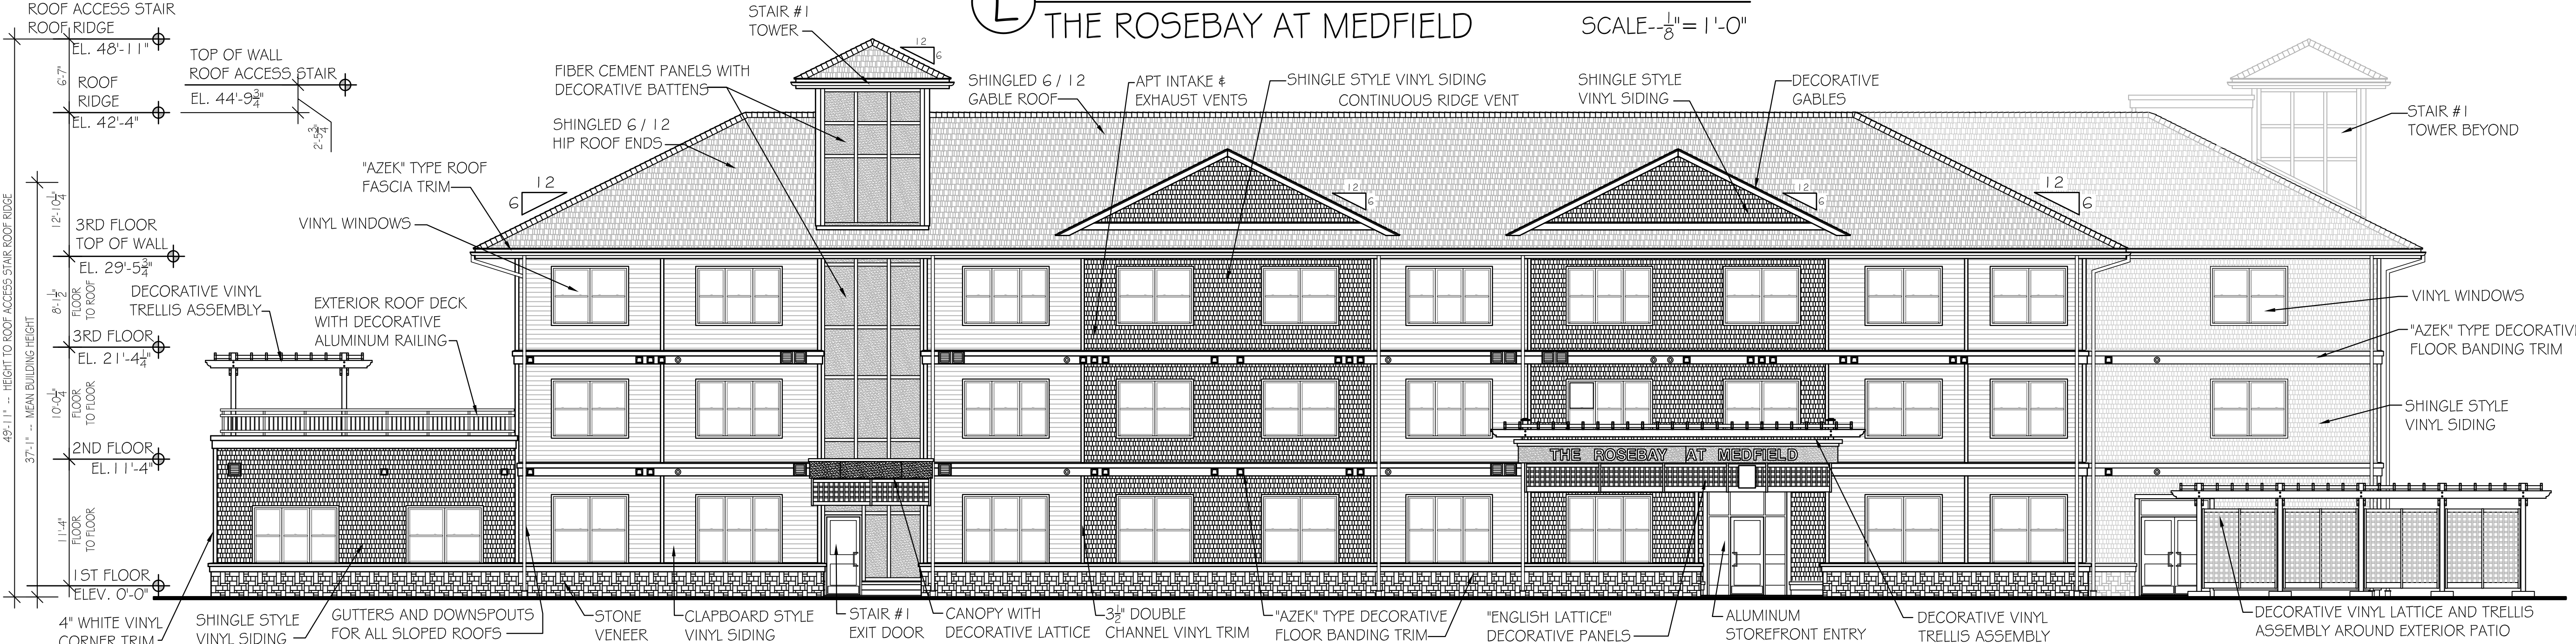 L
THE ROSEBAY AT MEDFIELD
SCALE--1/8"=1'-0"
ROOF ACCESS STAIR
ROOF RIDGE
EL. 48'-11"
6'-7"
ROOF
RIDGE
EL. 42'-4"
TOP OF WALL
ROOF ACCESS STAIR
EL. 44'-9 3/4"
2'-5 3/4"
12'-10 1/4"
3RD FLOOR
TOP OF WALL
EL. 29'-5 3/4"
8'-1 1/2"
FLOOR
TO ROOF
3RD FLOOR
EL. 21'-4 1/4"
10'-0 1/4"
FLOOR
TO FLOOR
2ND FLOOR
EL.11'-4"
11'-4"
FLOOR
TO FLOOR
1ST FLOOR
ELEV. 0'-0"
49'-11" -- HEIGHT TO ROOF ACCESS STAIR ROOF RIDGE
37'-1" -- MEAN BUILDING HEIGHT
STAIR #1
TOWER
12
6
FIBER CEMENT PANELS WITH
DECORATIVE BATTENS
SHINGLED 6 / 12
HIP ROOF ENDS
"AZEK" TYPE ROOF
FASCIA TRIM
12
6
VINYL WINDOWS
DECORATIVE VINYL
TRELLIS ASSEMBLY
EXTERIOR ROOF DECK
WITH DECORATIVE
ALUMINUM RAILING
SHINGLED 6 / 12
GABLE ROOF
APT INTAKE &
EXHAUST VENTS
SHINGLE STYLE VINYL SIDING
CONTINUOUS RIDGE VENT
SHINGLE STYLE
VINYL SIDING
DECORATIVE
GABLES
12
6
12
6
12
6
STAIR #1
TOWER BEYOND
VINYL WINDOWS
"AZEK" TYPE DECORATIVE
FLOOR BANDING TRIM
SHINGLE STYLE
VINYL SIDING
THE ROSEBAY AT MEDFIELD
4" WHITE VINYL
CORNER TRIM
SHINGLE STYLE
VINYL SIDING
GUTTERS AND DOWNSPOUTS
FOR ALL SLOPED ROOFS
STONE
VENEER
CLAPBOARD STYLE
VINYL SIDING
STAIR #1
EXIT DOOR
CANOPY WITH
DECORATIVE LATTICE
3 1/2" DOUBLE
CHANNEL VINYL TRIM
"AZEK" TYPE DECORATIVE
FLOOR BANDING TRIM
"ENGLISH LATTICE"
DECORATIVE PANELS
ALUMINUM
STOREFRONT ENTRY
DECORATIVE VINYL
TRELLIS ASSEMBLY
DECORATIVE VINYL LATTICE AND TRELLIS
ASSEMBLY AROUND EXTERIOR PATIO